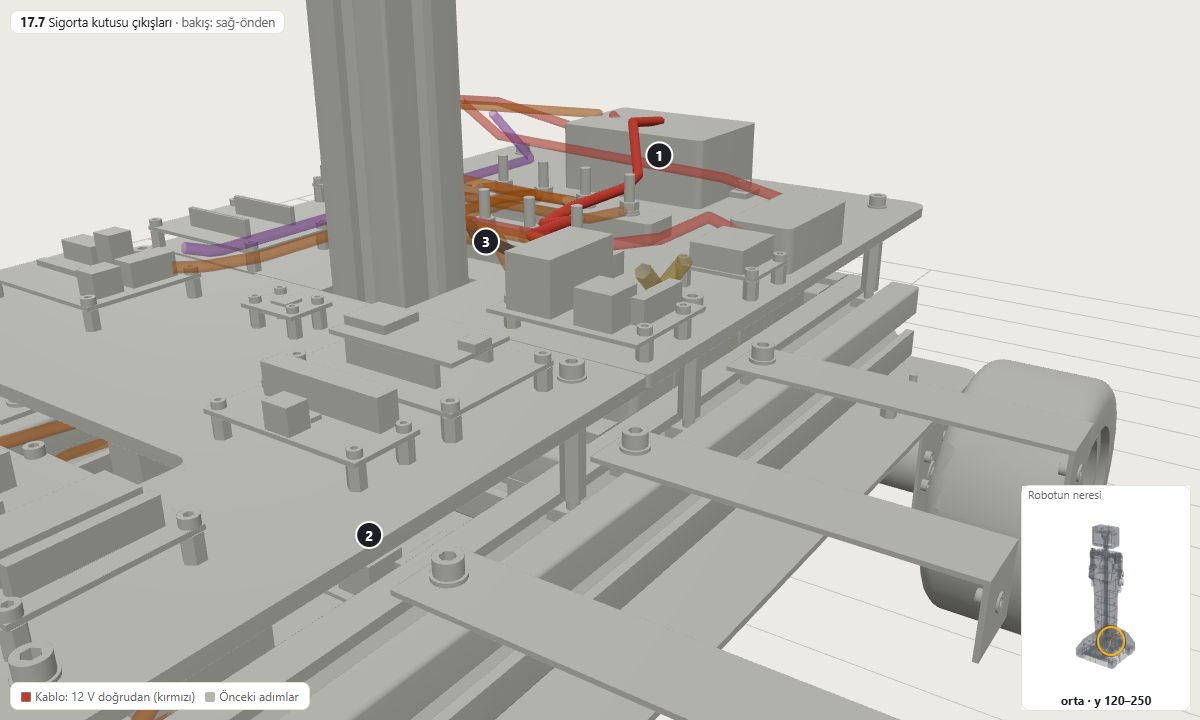 17.7 Sigorta kutusu çıkışları · bakış: sağ-önden
1
3
2
Robotun neresi
orta · y 120–250
Kablo: 12 V doğrudan (kırmızı) Önceki adımlar